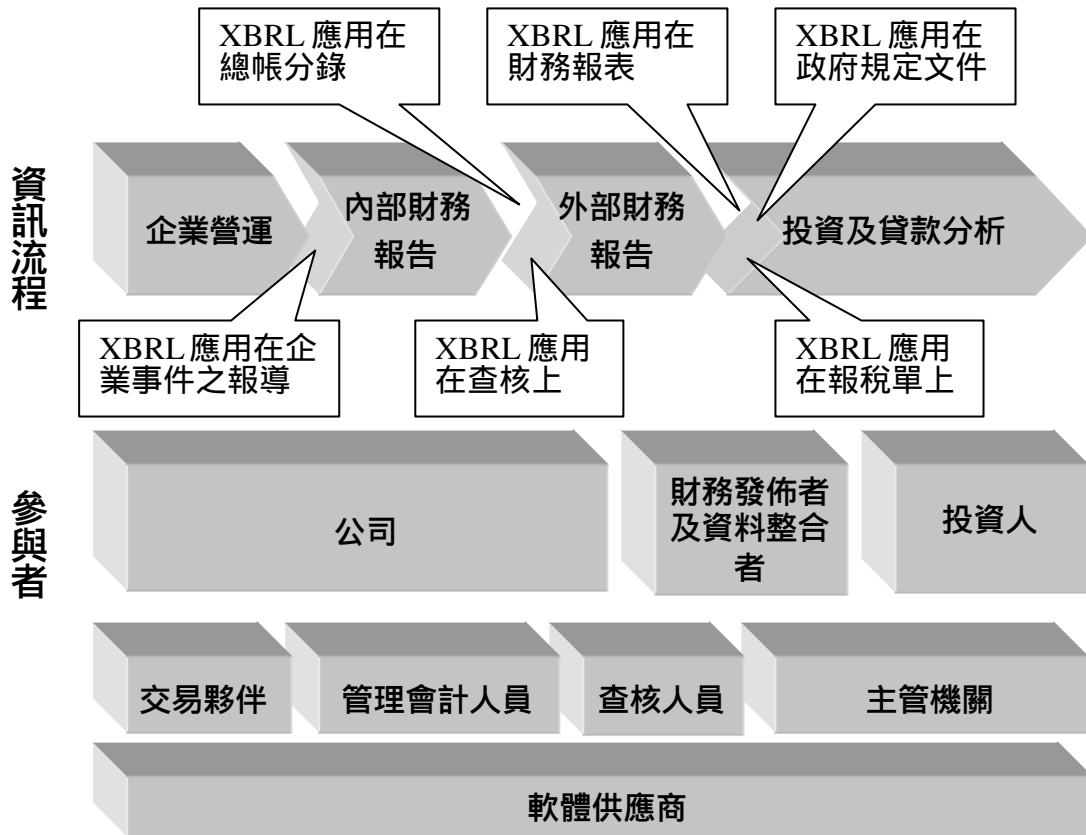 XBRL 應用在
總帳分錄
XBRL 應用在
財務報表
XBRL 應用在
政府規定文件
資訊流程
企業營運
內部財務
報告
外部財務
報告
投資及貸款分析
XBRL 應用在企
業事件之報導
XBRL 應用
在查核上
XBRL 應用
在報稅單上
參與者
公司
財務發佈者
及資料整合
者
投資人
交易夥伴
管理會計人員
查核人員
主管機關
軟體供應商